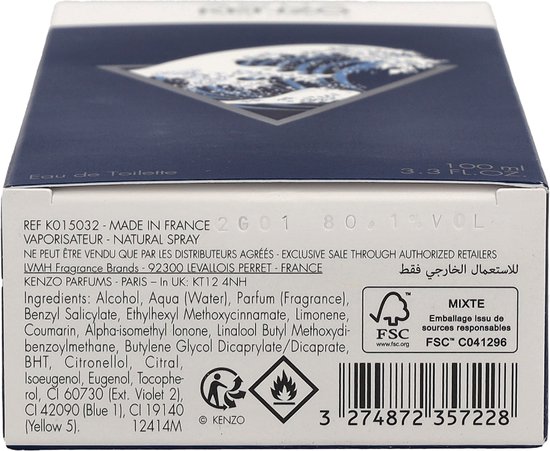 KENZO
Eau de Toilette
100 ml
3.3 FL.OZ
REF K015032 - MADE IN FRANCE 2G01 80.1%VOL.
VAPORISATEUR - NATURAL SPRAY
NE PEUT ÊTRE VENDU QUE PAR LES DISTRIBUTEURS AGRÉÉS - EXCLUSIVE SALE THROUGH AUTHORIZED RETAILERS
LVMH Fragrance Brands - 92300 LEVALLOIS PERRET - FRANCE
للاستعمال الخارجي فقط
KENZO PARFUMS - PARIS – In UK: KT12 4NH
Ingredients: Alcohol, Aqua (Water), Parfum (Fragrance),
Benzyl Salicylate, Ethylhexyl Methoxycinnamate, Limonene,
Coumarin, Alpha-isomethyl Ionone, Linalool Butyl Methoxydi-
benzoylmethane, Butylene Glycol Dicaprylate/Dicaprate,
BHT, Citronellol, Citral,
Isoeugenol, Eugenol, Tocophe-
rol, CI 60730 (Ext. Violet 2),
CI 42090 (Blue 1), CI 19140
(Yellow 5). 12414M
© KENZO
FSC
www.fsc.org
MIXTE
Emballage issu de
sources responsables
FSC™ C041296
3 274872 357228